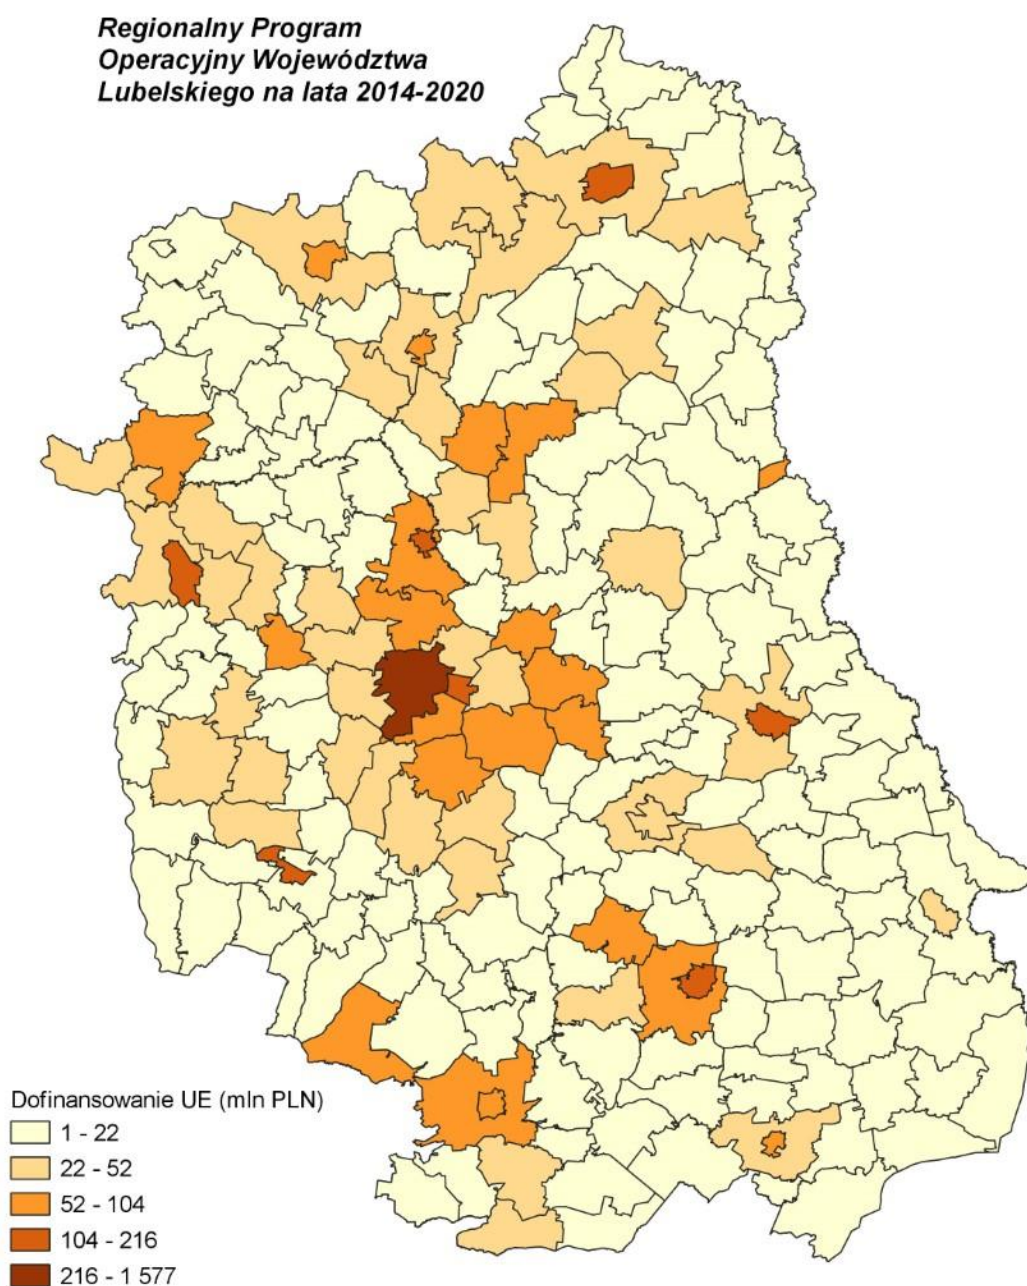 Regionalny Program
Operacyjny Województwa
Lubelskiego na lata 2014-2020
Dofinansowanie UE (mln PLN)
1 - 22
22 - 52
52 - 104
104 - 216
216 - 1 577